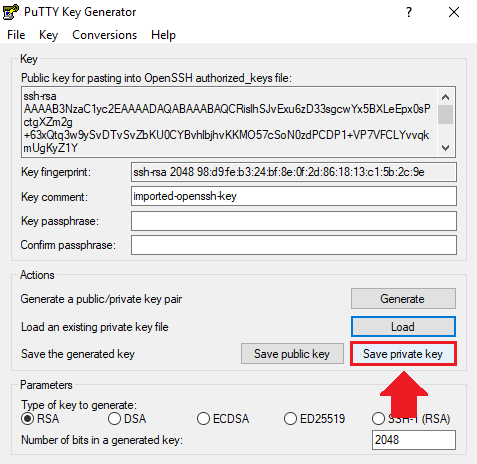 PuTTY Key Generator
?
File Key Conversions Help
Key
Public key for pasting into OpenSSH authorized_keys file:
ssh-rsa
AAAAB3NzaC1yc2EAAAADAQABAAABAQCRislhSJvExu6zD33sgcwYx5BXLeEpx0sP
ctgXZm2g
+63xQtq3w9ySvDTvSvZbKU0CYBvhlbjhvKKMO57cSoN0zdPCDP1+VP7VFCLYvvqk
mUgKyZ1Y
Key fingerprint: ssh-rsa 2048 98:d9:fe:b3:24:bf:8e:0f:2d:86:18:13:c1:5b:2c:9e
Key comment: imported-openssh-key
Key passphrase:
Confirm passphrase:
Actions
Generate a public/private key pair Generate
Load an existing private key file Load
Save the generated key Save public key Save private key
Parameters
Type of key to generate:
RSA DSA ECDSA ED25519 SSH-1 (RSA)
Number of bits in a generated key: 2048